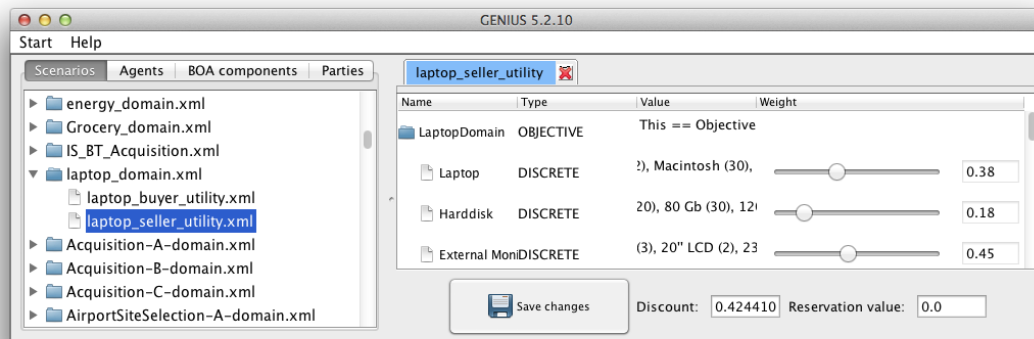 GENIUS 5.2.10
Start Help
Scenarios Agents BOA components Parties
energy_domain.xml
Grocery_domain.xml
IS_BT_Acquisition.xml
laptop_domain.xml
laptop_buyer_utility.xml
laptop_seller_utility.xml
Acquisition-A-domain.xml
Acquisition-B-domain.xml
Acquisition-C-domain.xml
AirportSiteSelection-A-domain.xml
laptop_seller_utility
Name Type Value Weight
LaptopDomain OBJECTIVE This == Objective
Laptop DISCRETE 2), Macintosh (30), 0.38
Harddisk DISCRETE 20), 80 Gb (30), 12 0.18
External Moni DISCRETE (3), 20" LCD (2), 23 0.45
Save changes Discount: 0.424410 Reservation value: 0.0